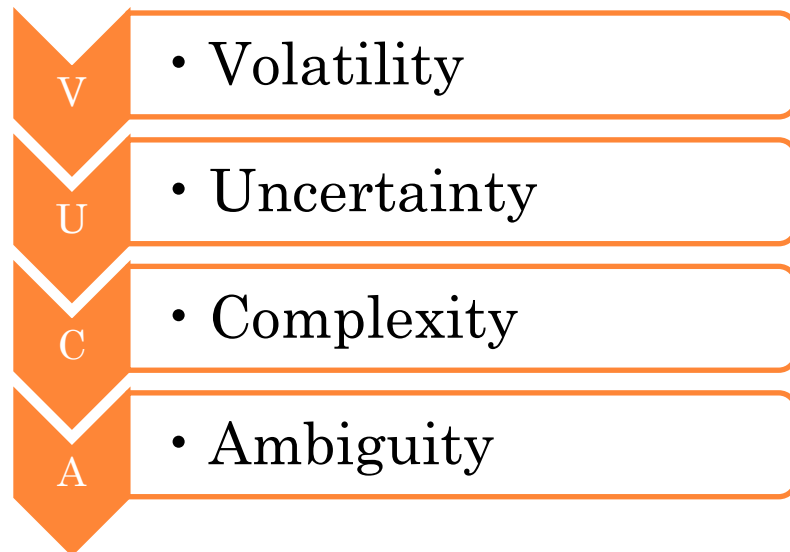 V
• Volatility
U
• Uncertainty
C
• Complexity
A
• Ambiguity